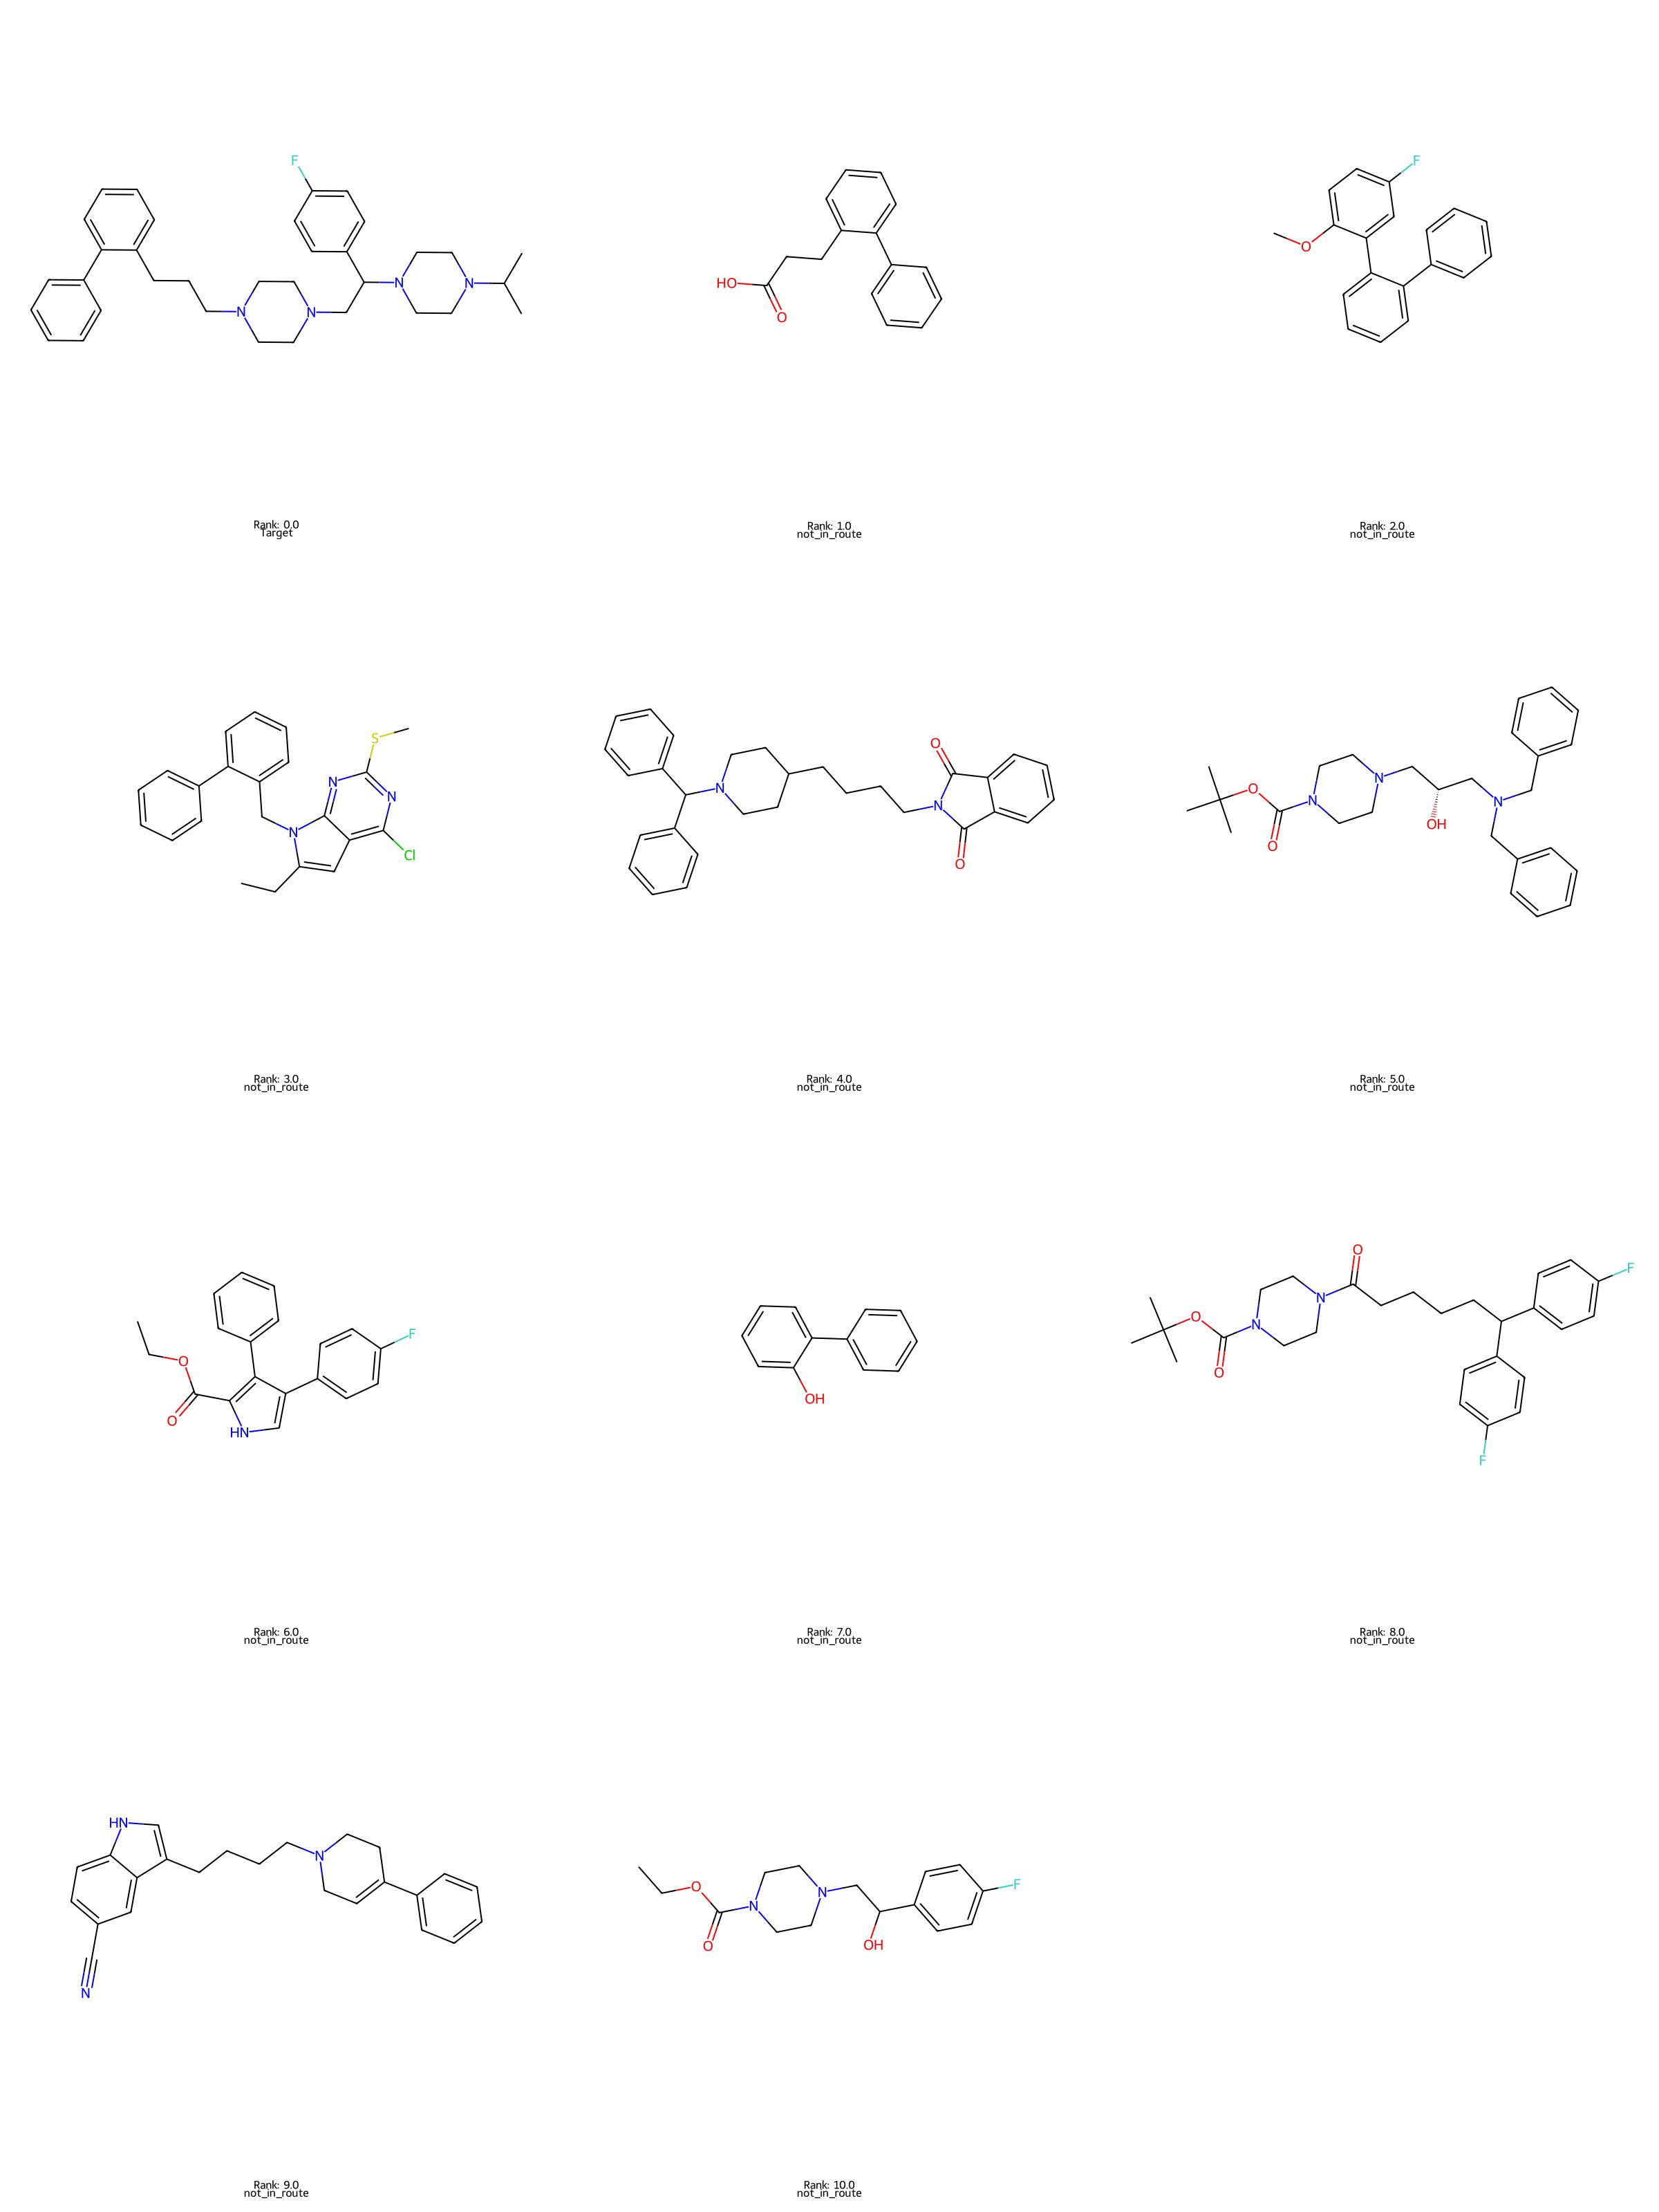 F
F
N
N
N
N
HO
O
O
Rank: 0.0
Target
Rank: 1.0
not_in_route
Rank: 2.0
not_in_route
S
N
N
N
Cl
O
N
N
O
O
N
N
N
O
OH
Rank: 3.0
not_in_route
Rank: 4.0
not_in_route
Rank: 5.0
not_in_route
O
F
F
O
O
HN
OH
O
N
N
O
F
Rank: 6.0
not_in_route
Rank: 7.0
not_in_route
Rank: 8.0
not_in_route
HN
N
N
O
N
N
F
O
OH
Rank: 9.0
not_in_route
Rank: 10.0
not_in_route